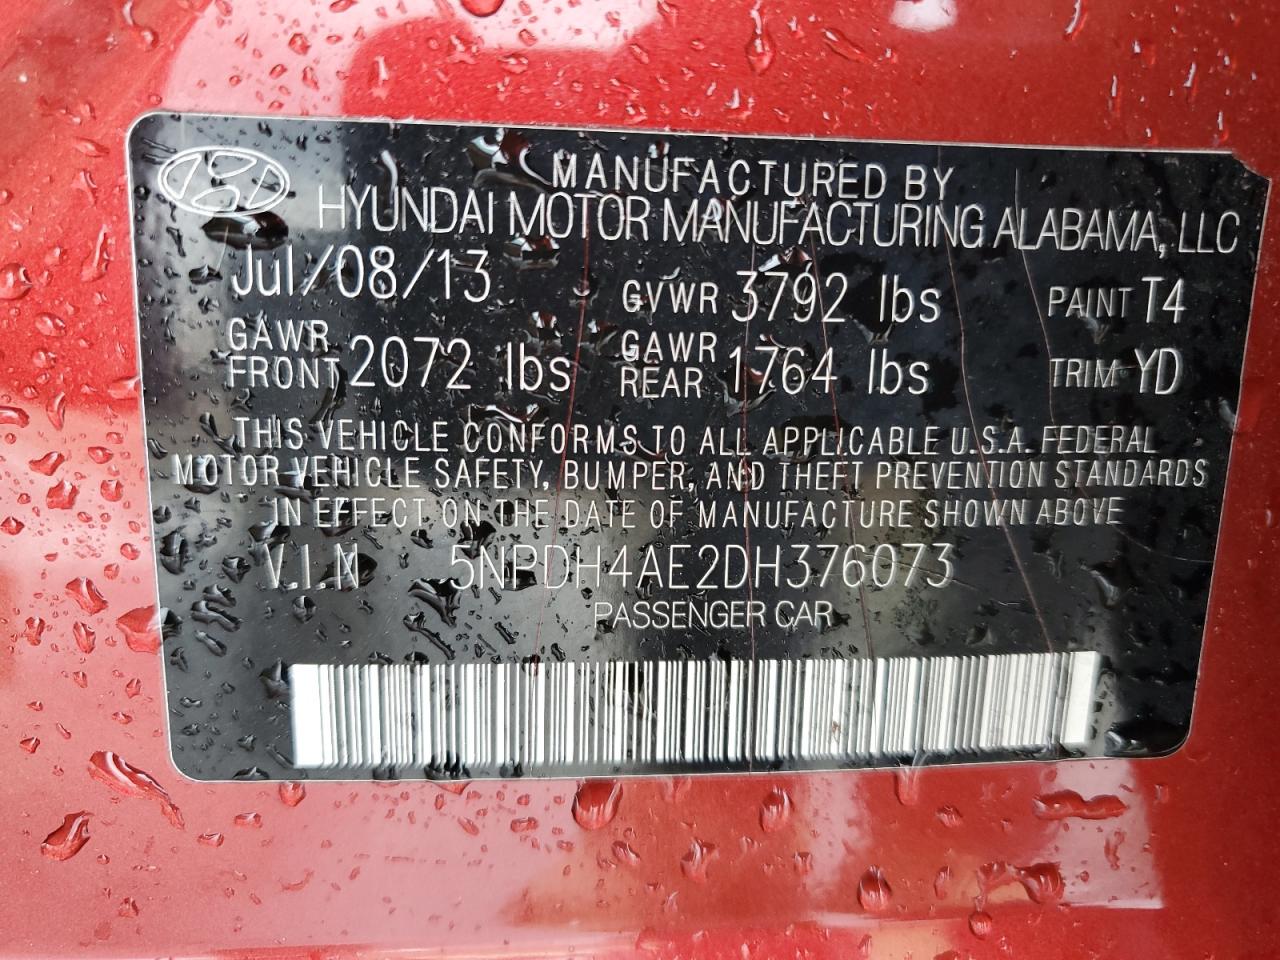 MANUFACTURED BY
HYUNDAI MOTOR MANUFACTURING ALABAMA, LLC
Jul/08/13 GVWR 3792 lbs PAINT T4
GAWR FRONT 2072 lbs GAWR REAR 1764 lbs TRIM YD
THIS VEHICLE CONFORMS TO ALL APPLICABLE U.S.A. FEDERAL
MOTOR VEHICLE SAFETY, BUMPER, AND THEFT PREVENTION STANDARDS
IN EFFECT ON THE DATE OF MANUFACTURE SHOWN ABOVE
V.I.N 5NPDH4AE2DH376073
PASSENGER CAR